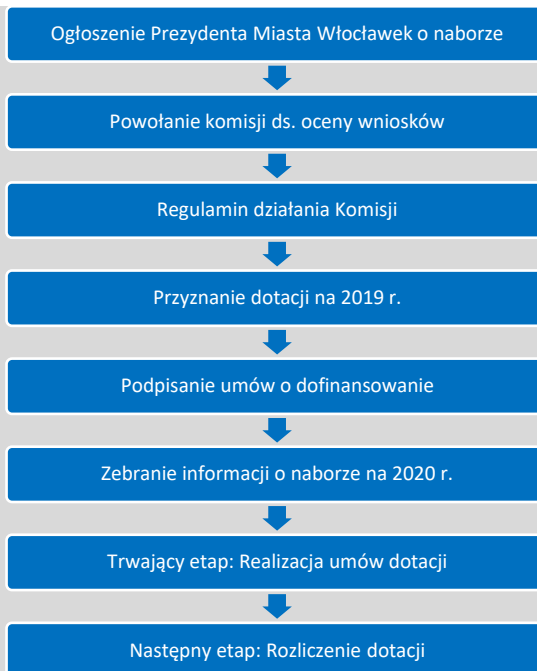 Ogłoszenie Prezydenta Miasta Włocławek o naborze
Powołanie komisji ds. oceny wniosków
Regulamin działania Komisji
Przyznanie dotacji na 2019 r.
Podpisanie umów o dofinansowanie
Zebranie informacji o naborze na 2020 r.
Trwający etap: Realizacja umów dotacji
Następny etap: Rozliczenie dotacji